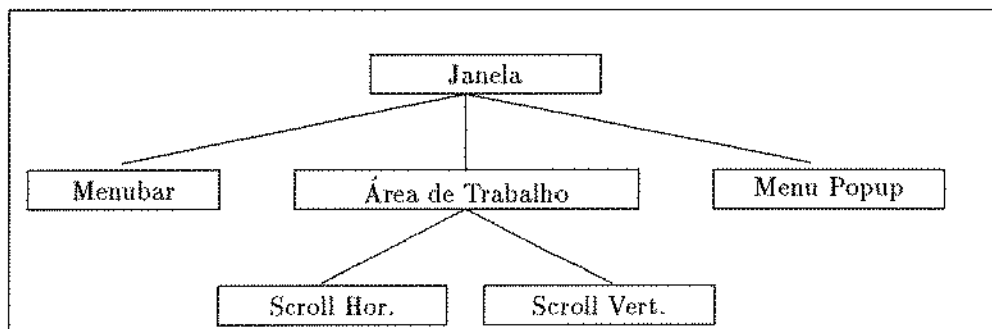 Janela
Menubar
Área de Trabalho
Menu Popup
Scroll Hor.
Scroll Vert.